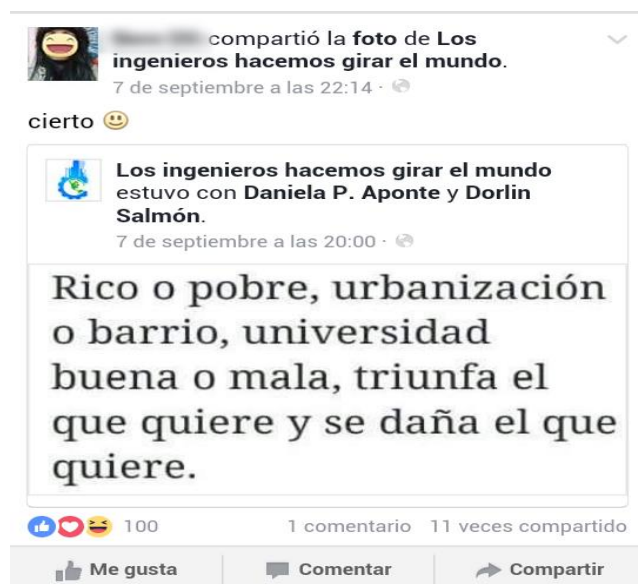 compartió la foto de Los
ingenieros hacemos girar el mundo.
7 de septiembre a las 22:14 ·
cierto
Los ingenieros hacemos girar el mundo
estuvo con Daniela P. Aponte y Dorlin
Salmón.
7 de septiembre a las 20:00 ·
Rico o pobre, urbanización
o barrio, universidad
buena o mala, triunfa el
que quiere y se daña el que
quiere.
100 1 comentario 11 veces compartido
Me gusta Comentar Compartir